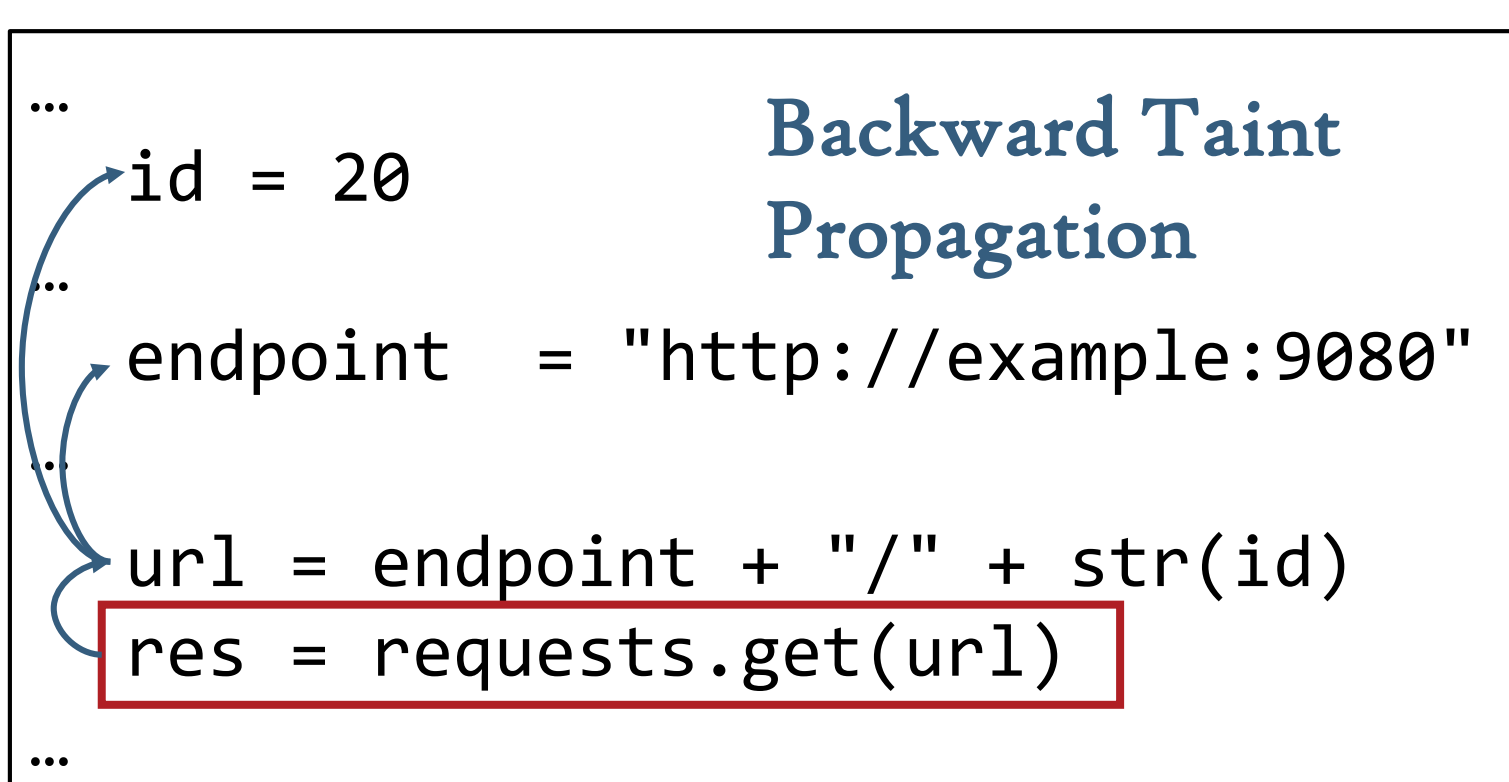 …
Backward Taint
id = 20
Propagation
…
endpoint  = "http://example:9080"
…
url = endpoint + "/" + str(id)
res = requests.get(url)
…